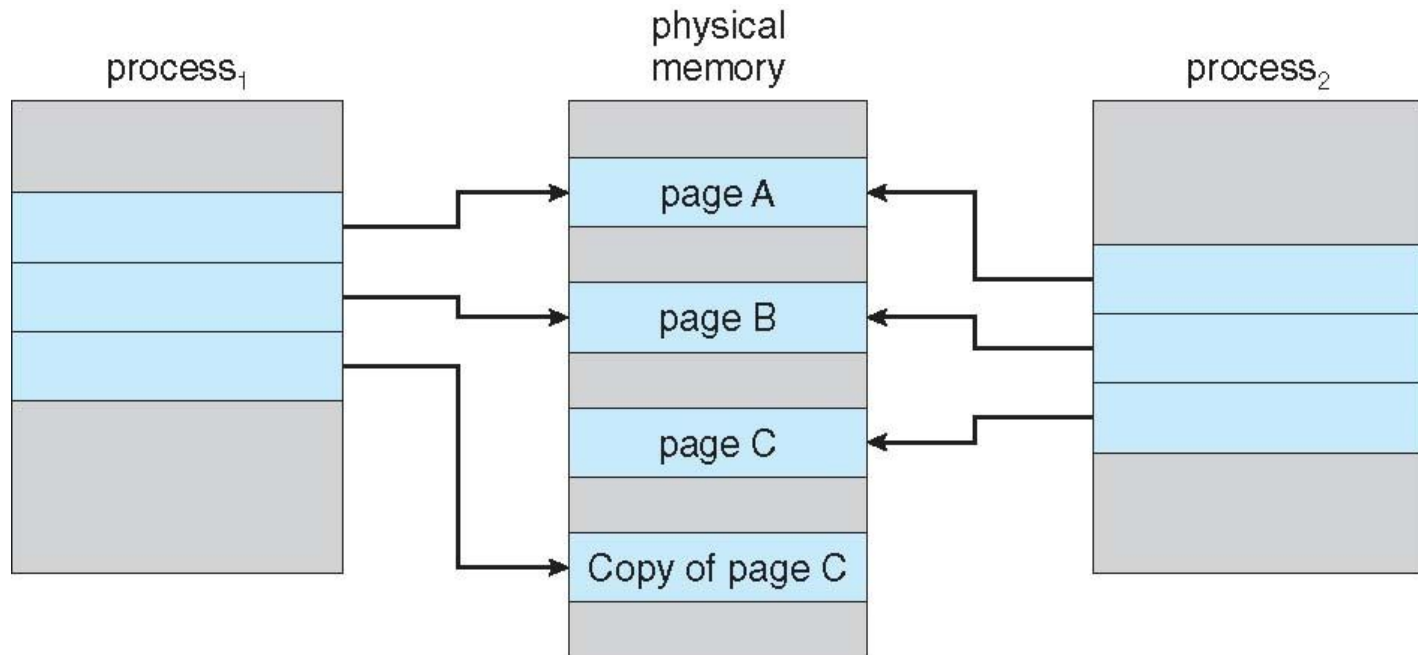 process₁
physical
memory
process₂
page A
page B
page C
Copy of page C